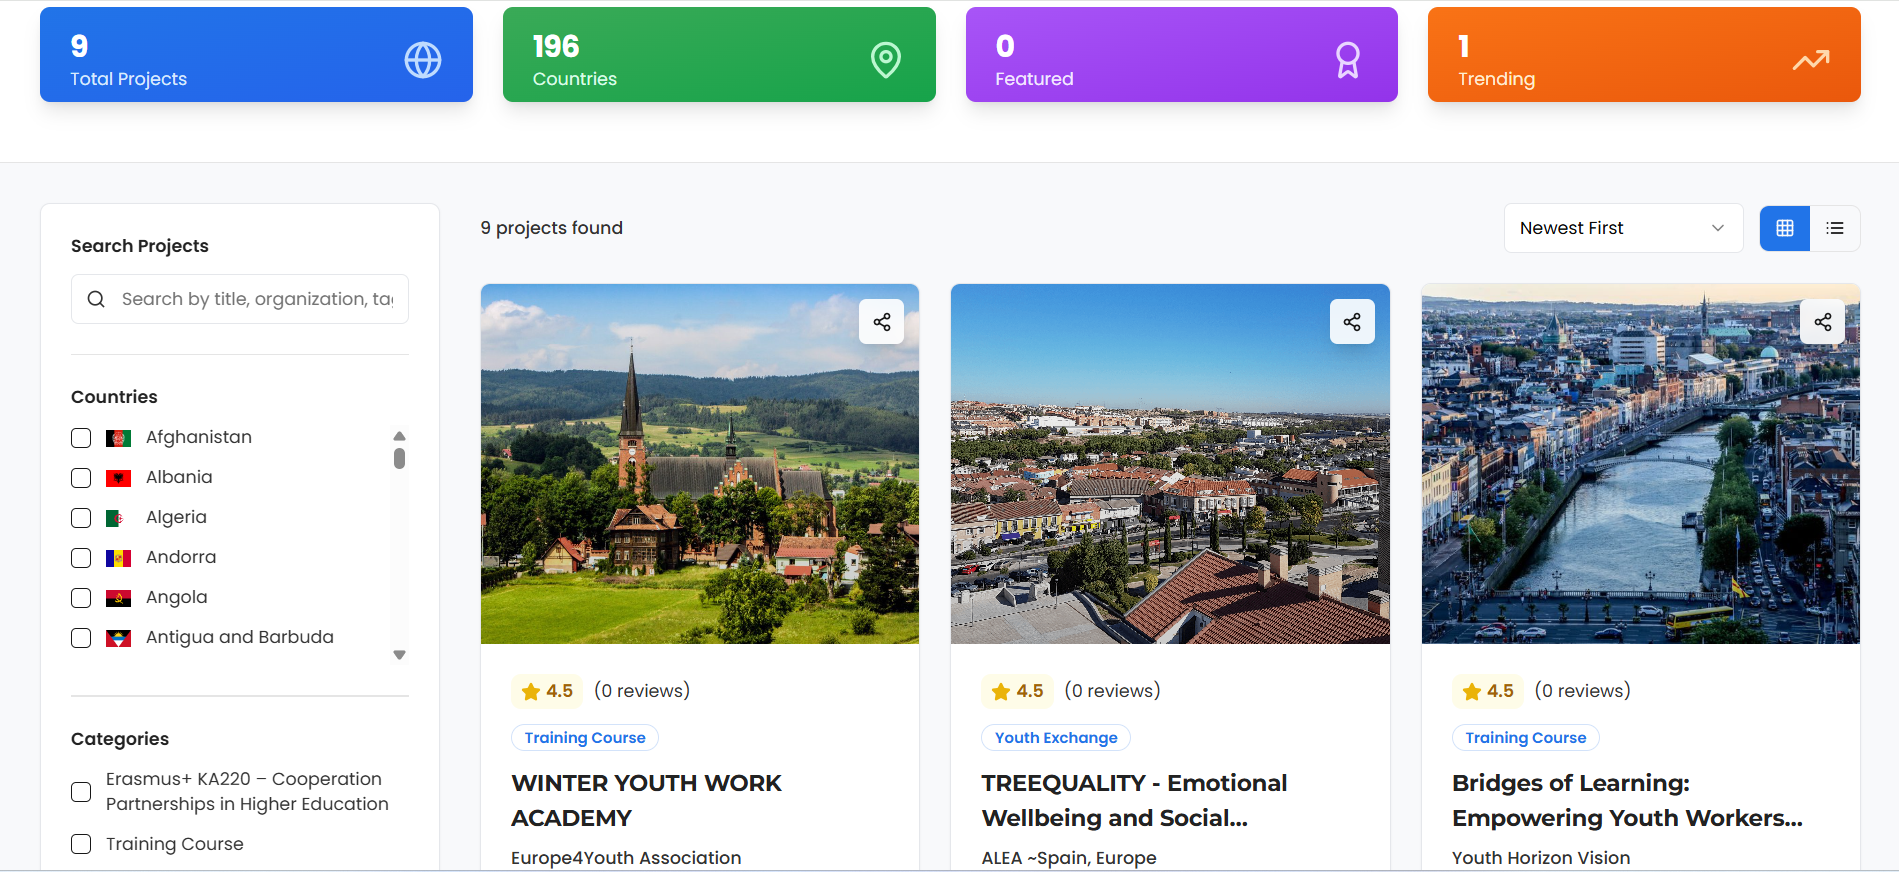 9
Total Projects
196
Countries
0
Featured
1
Trending
Search Projects
Search by title, organization, ta
Countries
Afghanistan
Albania
Algeria
Andorra
Angola
Antigua and Barbuda
Categories
Erasmus+ KA220 – Cooperation
Partnerships in Higher Education
Training Course
9 projects found
Newest First
4.5 (0 reviews)
Training Course
WINTER YOUTH WORK
ACADEMY
Europe4Youth Association
4.5 (0 reviews)
Youth Exchange
TREEQUALITY - Emotional
Wellbeing and Social...
ALEA ~Spain, Europe
4.5 (0 reviews)
Training Course
Bridges of Learning:
Empowering Youth Workers...
Youth Horizon Vision